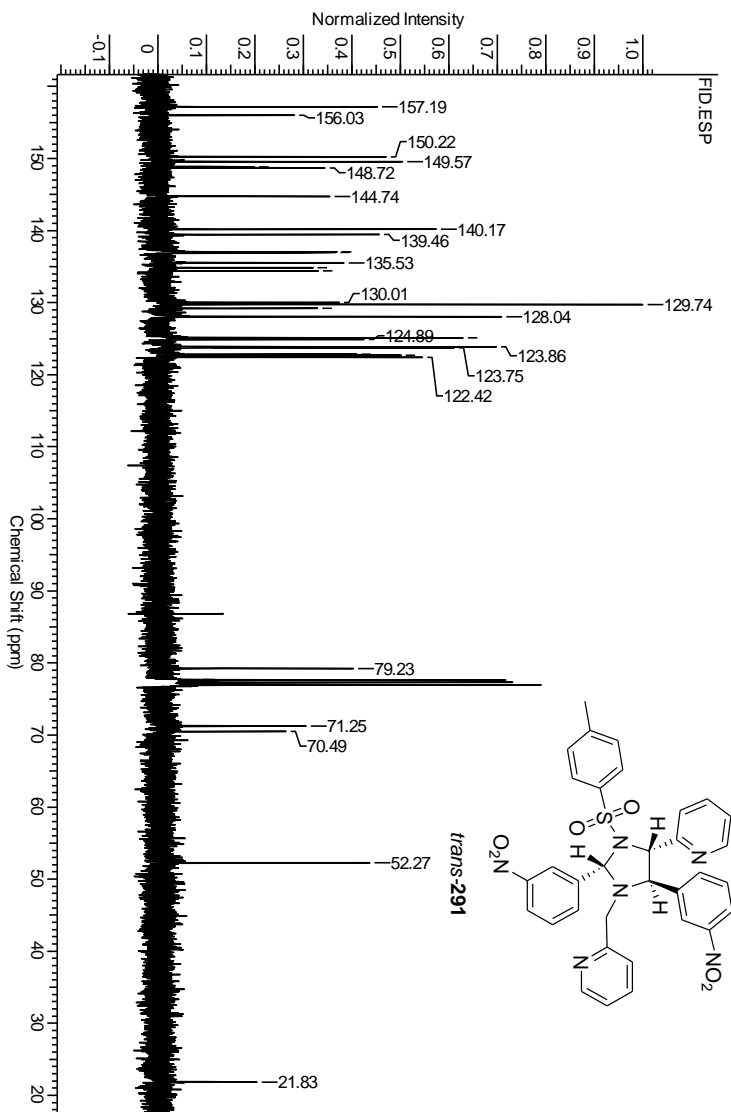 FID.ESP
Normalized Intensity
1.0
0.9
0.8
0.7
0.6
0.5
0.4
0.3
0.2
0.1
0
-0.1
157.19
156.03
150.22
149.57
148.72
144.74
140.17
139.46
135.53
130.01
129.74
128.04
124.89
123.86
123.75
122.42
79.23
71.25
70.49
52.27
21.83
150
140
130
120
110
100
90
80
70
60
50
40
30
20
Chemical Shift (ppm)
N
H
O
S
N
O
H
N
H
NO2
O2N
N
trans-291